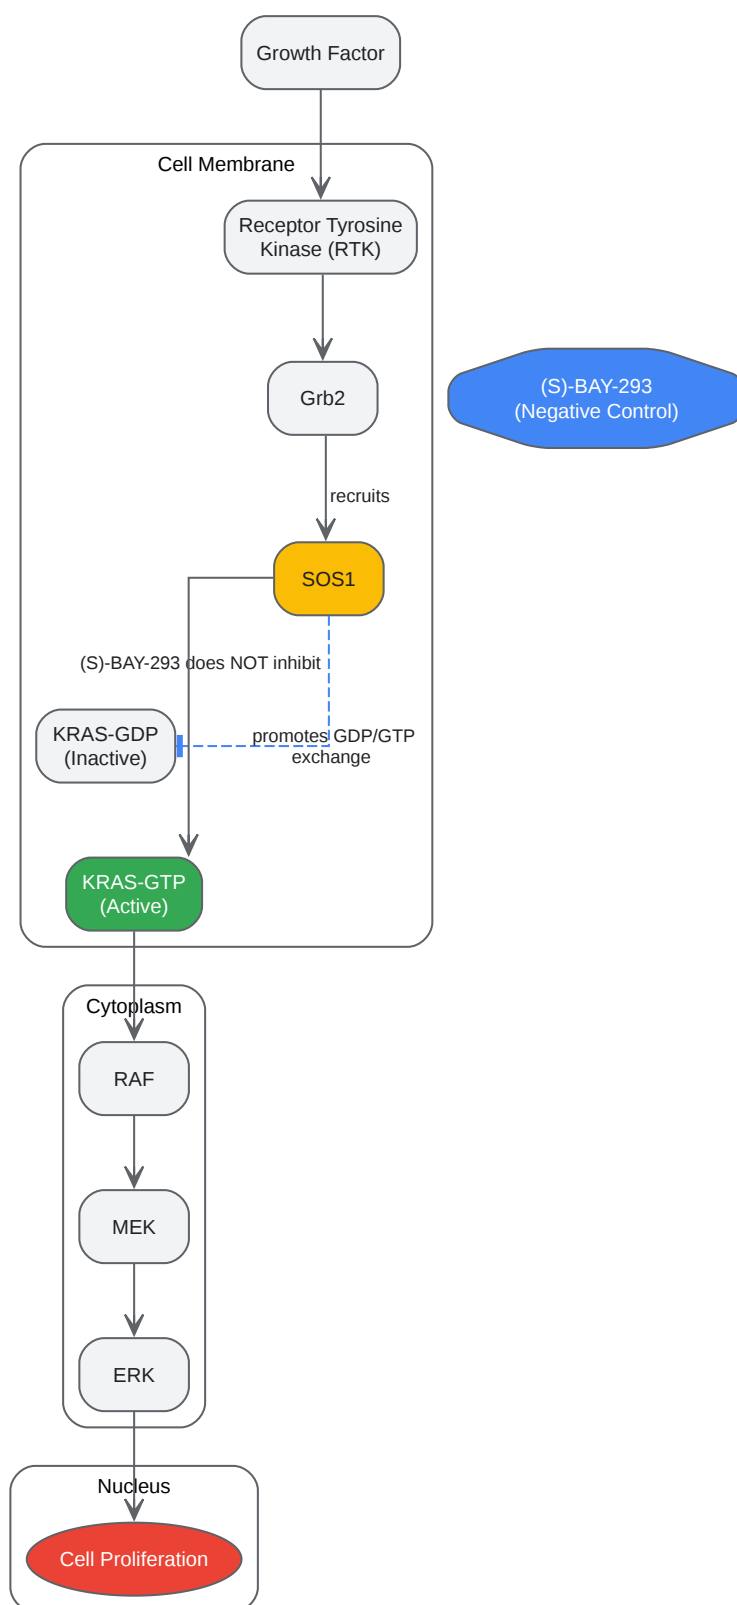 Growth Factor
Cell Membrane
Receptor Tyrosine
Kinase (RTK)
Grb2
(S)-BAY-293
(Negative Control)
recruits
SOS1
(S)-BAY-293 does NOT inhibit
KRAS-GDP
(Inactive)
promotes GDP/GTP
exchange
KRAS-GTP
(Active)
Cytoplasm
RAF
MEK
ERK
Nucleus
Cell Proliferation